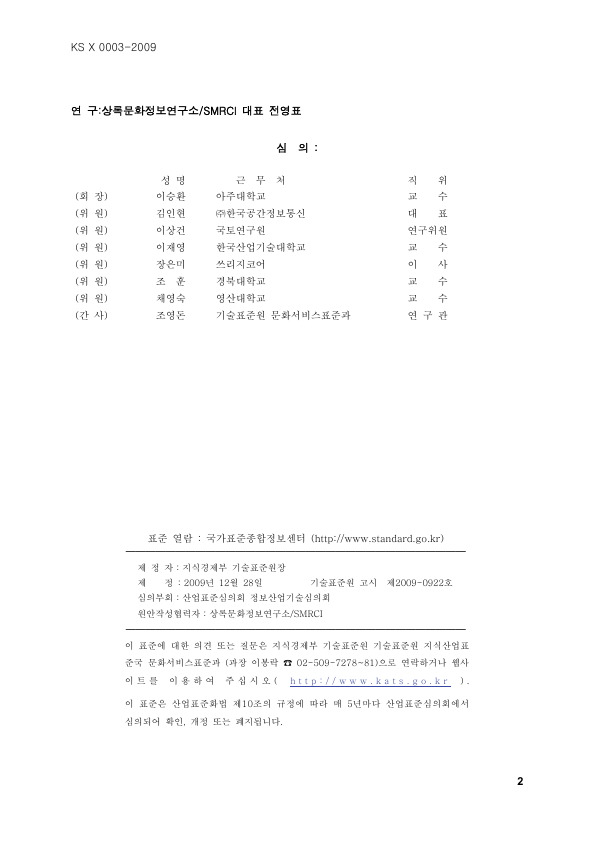 KS X 0003-2009
연 구:상록문화정보연구소/SMRCI 대표 전영표
심 의 :
성 명 근 무 처 직 위
(회 장) 이승환 아주대학교 교 수
(위 원) 김인현 ㈜한국공간정보통신 대 표
(위 원) 이상건 국토연구원 연구위원
(위 원) 이재영 한국산업기술대학교 교 수
(위 원) 장은미 쓰리지코어 이 사
(위 원) 조 훈 경북대학교 교 수
(위 원) 채영숙 영산대학교 교 수
(간 사) 조영돈 기술표준원 문화서비스표준과 연 구 관
표준 열람 : 국가표준종합정보센터 (http://www.standard.go.kr)
제 정 자 : 지식경제부 기술표준원장
제 정 : 2009년 12월 28일 기술표준원 고시 제2009-0922호
심의부회 : 산업표준심의회 정보산업기술심의회
원안작성협력자 : 상록문화정보연구소/SMRCI
이 표준에 대한 의견 또는 질문은 지식경제부 기술표준원 기술표준원 지식산업표
준국 문화서비스표준과 (과장 이봉락 ☎ 02-509-7278~81)으로 연락하거나 웹사
이트를 이용하여 주십시오( http://www.kats.go.kr ).
이 표준은 산업표준화법 제10조의 규정에 따라 매 5년마다 산업표준심의회에서
심의되어 확인, 개정 또는 폐지됩니다.
2